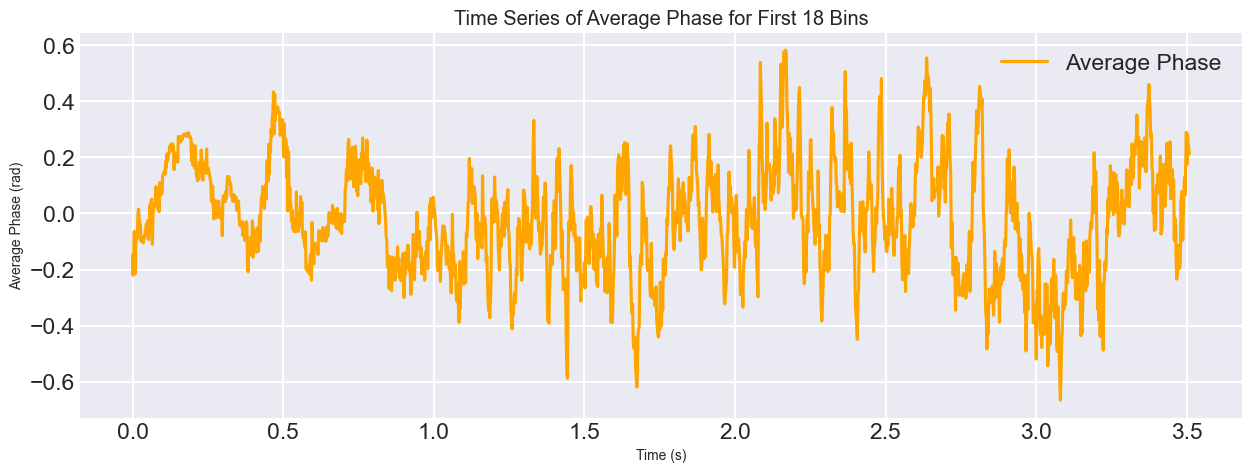 Time Series of Average Phase for First 18 Bins
Average Phase
Average Phase (rad)
0.6
0.4
0.2
0.0
−0.2
−0.4
−0.6
0.0 0.5 1.0 1.5 2.0 2.5 3.0 3.5
Time (s)